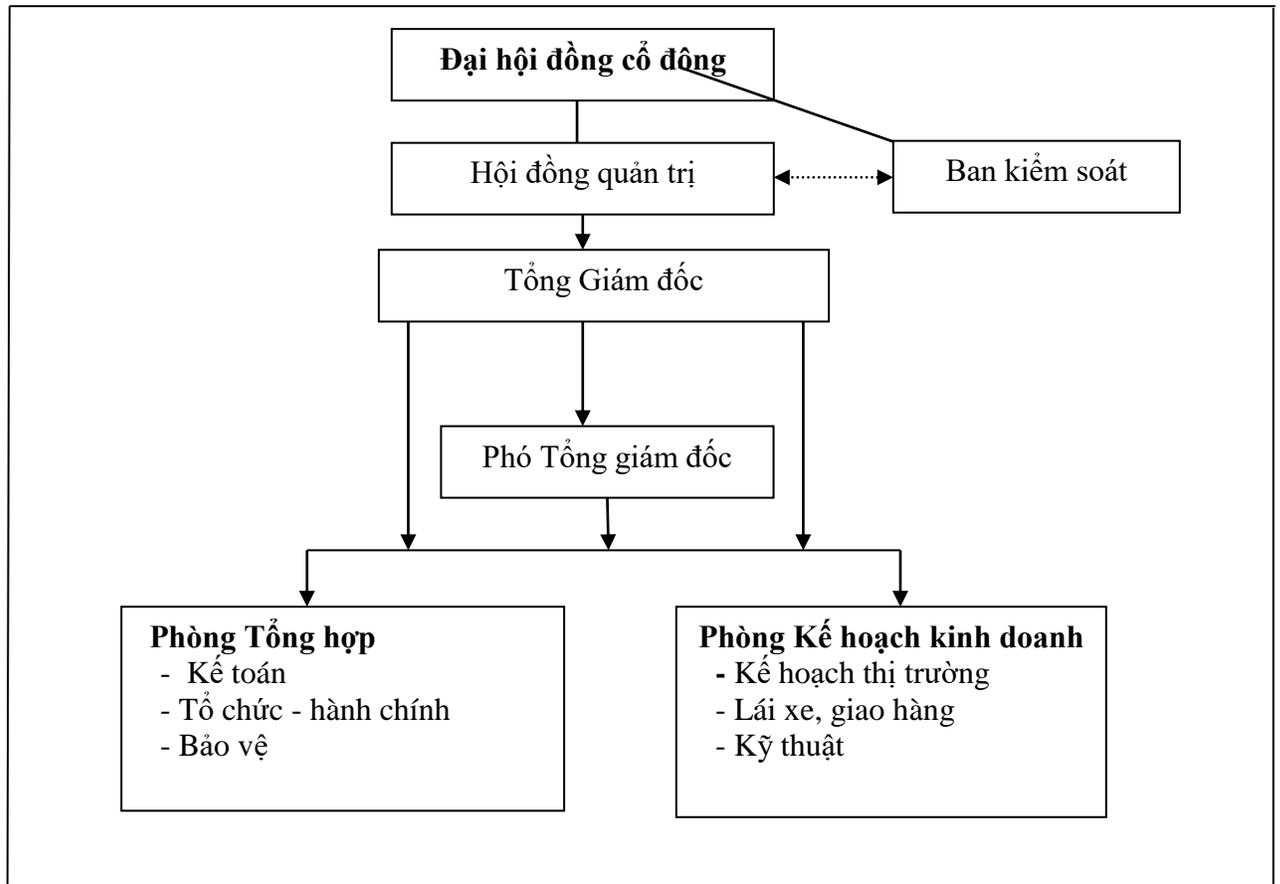 Đại hội đồng cổ đông
Hội đồng quản trị
Ban kiểm soát
Tổng Giám đốc
Phó Tổng giám đốc
Phòng Tổng hợp
- Kế toán
- Tổ chức - hành chính
- Bảo vệ
Phòng Kế hoạch kinh doanh
- Kế hoạch thị trường
- Lái xe, giao hàng
- Kỹ thuật